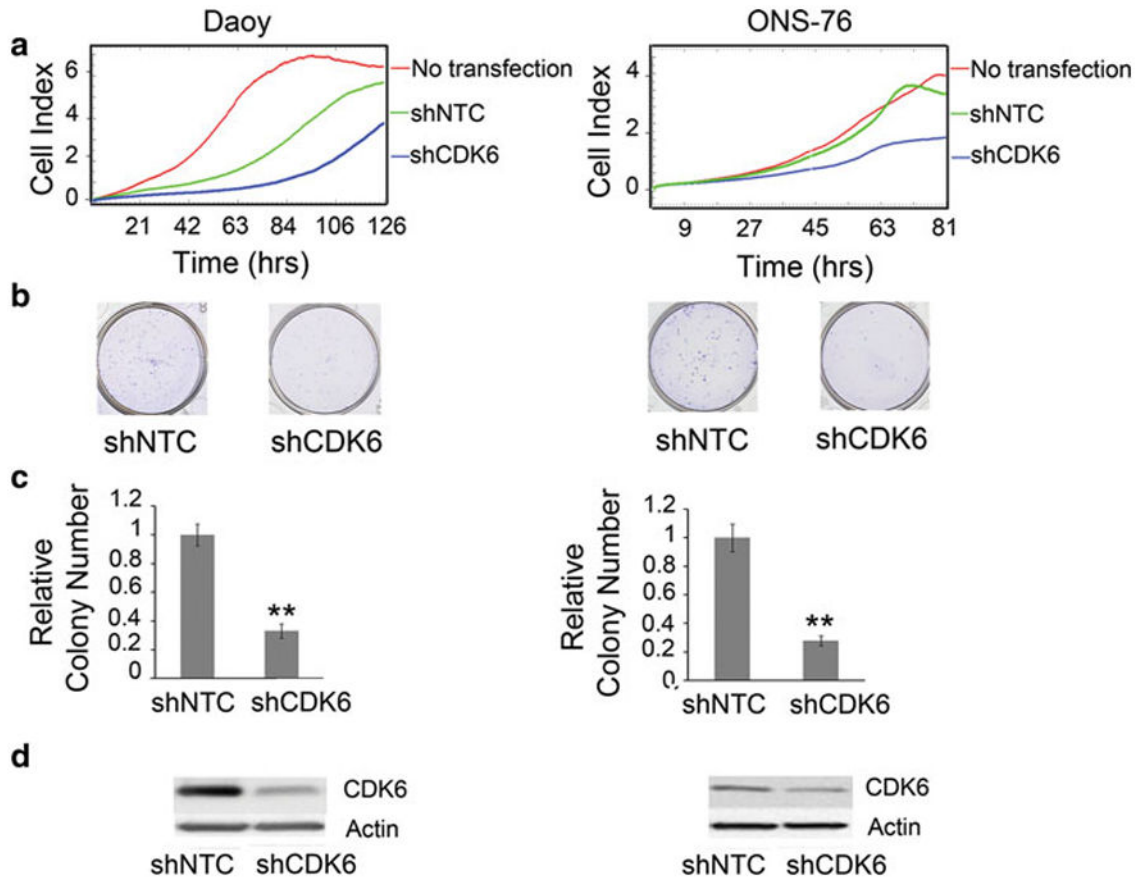 Daoy
ONS-76
a
Cell Index
6
4
2
0
21 42 63 84 106 126
Time (hrs)
No transfection
shNTC
shCDK6
Cell Index
4
2
0
9 27 45 63 81
Time (hrs)
No transfection
shNTC
shCDK6
b
shNTC shCDK6
shNTC shCDK6
c
Relative
Colony Number
1.2
1
0.8
0.6
0.4
0.2
0
**
shNTC shCDK6
Relative
Colony Number
1.2
1
0.8
0.6
0.4
0.2
0
**
shNTC shCDK6
d
CDK6
Actin
shNTC shCDK6
CDK6
Actin
shNTC shCDK6